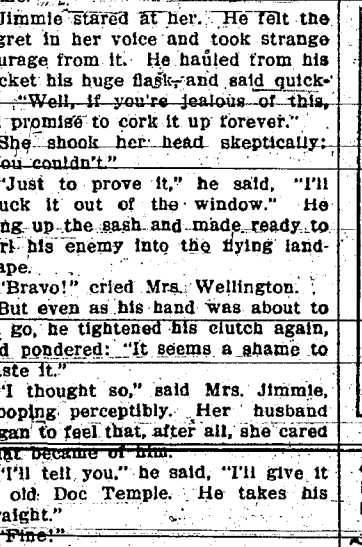 Jimmie stared at her. He felt the
gret in her voice and took strange
urage from it. He hauled from his
cket his huge flask and said quick-
"Well, if you're jealous of this,
promise to cork it up forever."
She shook her head skeptically:
ou couldn't."
"Just to prove it," he said, "I'll
uck it out of the window." He
ng up the sash and made ready to
rl his enemy into the flying land-
ape.
"Bravo!" cried Mrs. Wellington.
But even as his hand was about to
go, he tightened his clutch again,
d pondered: "It seems a shame to
aste it."
"I thought so," said Mrs. Jimmie,
ooping perceptibly. Her husband
gan to feel that, after all, she cared
hat became of him.
"I'll tell you," he said, "I'll give it
old Doc Temple. He takes his
raight."
"Fine!"